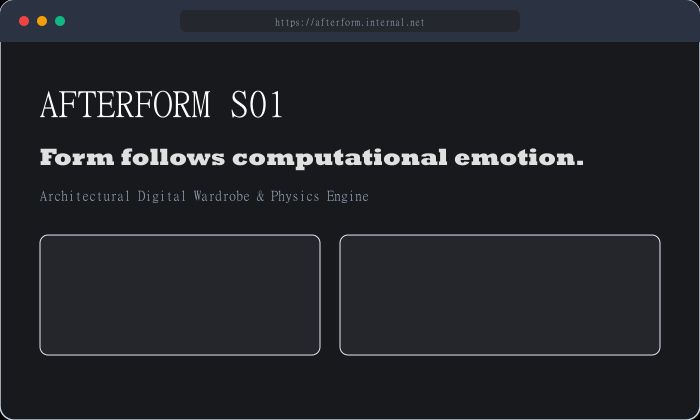 https://afterform.internal.net
AFTERFORM S01
Form follows computational emotion.
Architectural Digital Wardrobe & Physics Engine